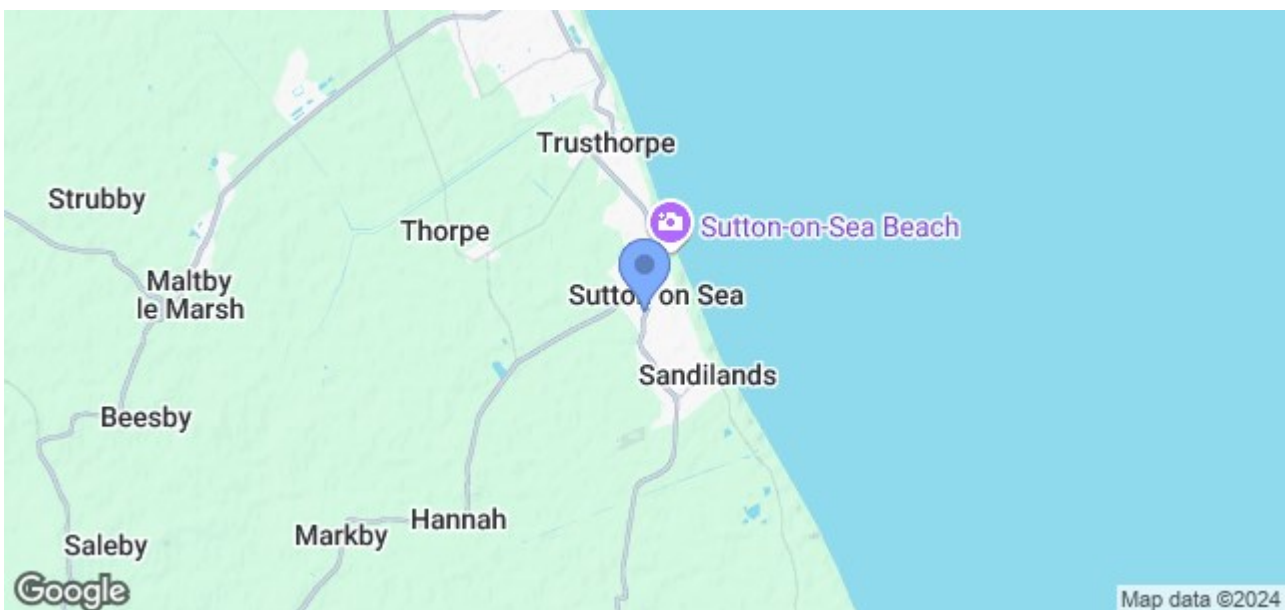 Trusthorpe
Strubby
Thorpe
Sutton-on-Sea Beach
Maltby
le Marsh
Sutton on Sea
Sandilands
Beesby
Hannah
Markby
Saleby
Google
Map data ©2024